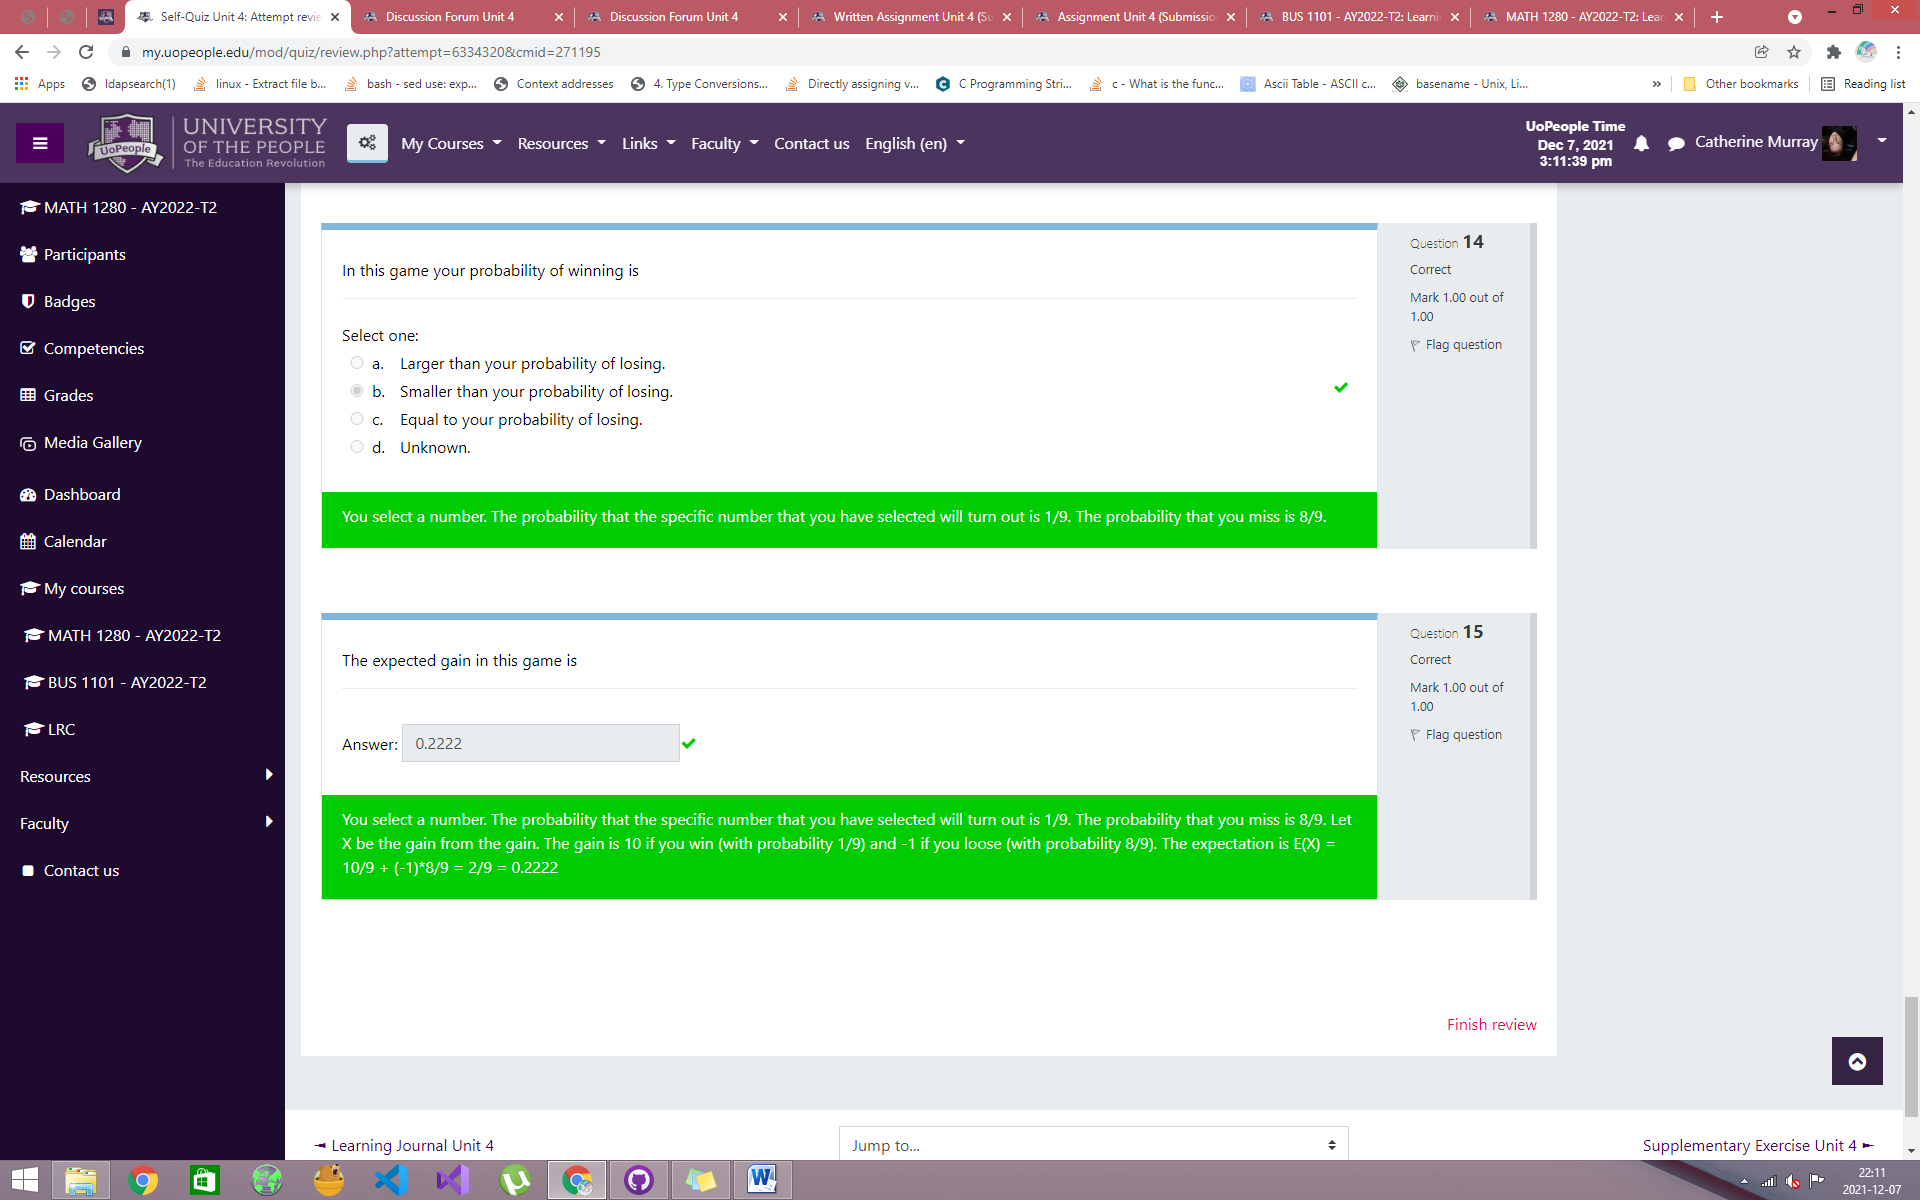 Self-Quiz Unit 4: Attempt revie
Discussion Forum Unit 4
Discussion Forum Unit 4
Written Assignment Unit 4 (Su
Assignment Unit 4 (Submissio
BUS 1101 - AY2022-T2: Learni
MATH 1280 - AY2022-T2: Lear
my.uopeople.edu/mod/quiz/review.php?attempt=6334320&cmid=271195
Apps
ldapsearch(1)
linux - Extract file b...
bash - sed use: exp...
Context addresses
4. Type Conversions...
Directly assigning v...
C Programming Stri...
c - What is the func...
Ascii Table - ASCII c...
basename - Unix, Li...
»
Other bookmarks
Reading list
UoPeople
UNIVERSITY
OF THE PEOPLE
The Education Revolution
My Courses
Resources
Links
Faculty
Contact us
English (en)
UoPeople Time
Dec 7, 2021
3:11:39 pm
Catherine Murray
MATH 1280 - AY2022-T2
Participants
Badges
Competencies
Grades
Media Gallery
Dashboard
Calendar
My courses
MATH 1280 - AY2022-T2
BUS 1101 - AY2022-T2
LRC
Resources
Faculty
Contact us
In this game your probability of winning is
Select one:
a. Larger than your probability of losing.
b. Smaller than your probability of losing.
c. Equal to your probability of losing.
d. Unknown.
You select a number. The probability that the specific number that you have selected will turn out is 1/9. The probability that you miss is 8/9.
Question 14
Correct
Mark 1.00 out of
1.00
Flag question
The expected gain in this game is
Answer: 0.2222
You select a number. The probability that the specific number that you have selected will turn out is 1/9. The probability that you miss is 8/9. Let
X be the gain from the gain. The gain is 10 if you win (with probability 1/9) and -1 if you loose (with probability 8/9). The expectation is E(X) =
10/9 + (-1)*8/9 = 2/9 = 0.2222
Question 15
Correct
Mark 1.00 out of
1.00
Flag question
Finish review
◄ Learning Journal Unit 4
Jump to...
Supplementary Exercise Unit 4 ►
22:11
2021-12-07